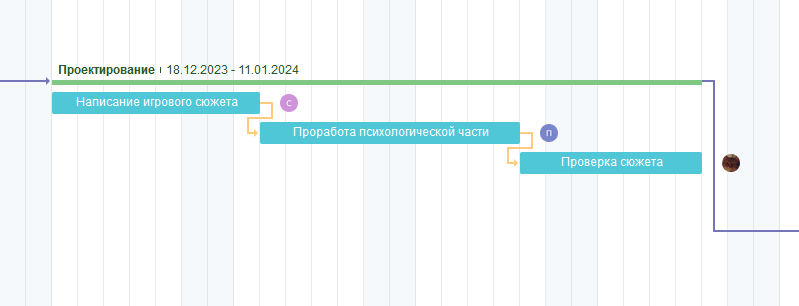 Проектирование 18.12.2023 - 11.01.2024
Написание игрового сюжета
С
Проработа психологической части
П
Проверка сюжета